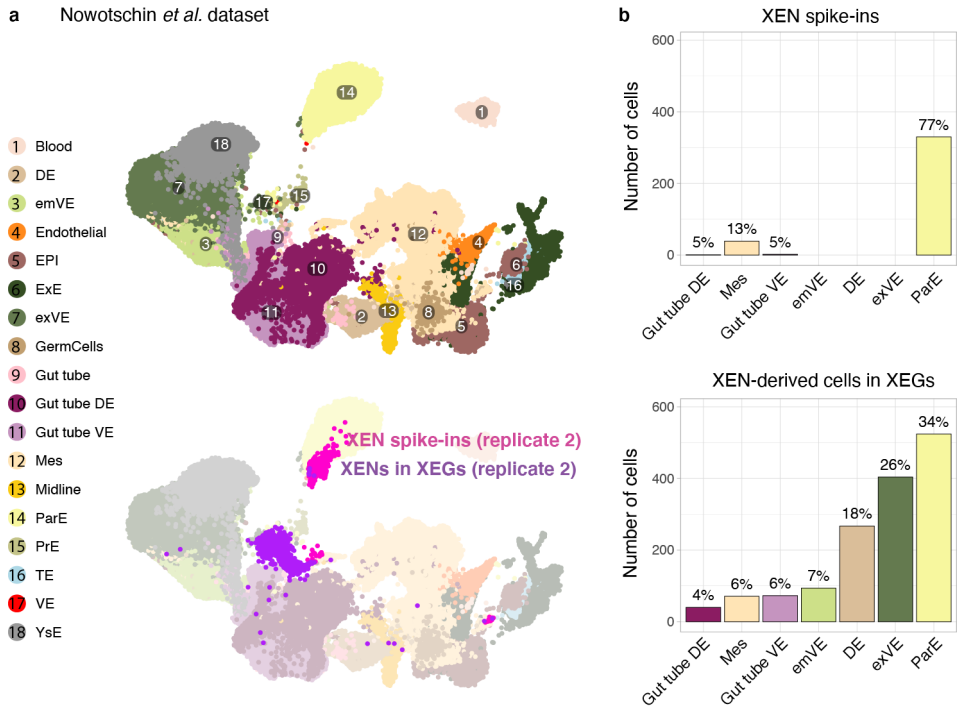 a Nowotschin et al. dataset
1 Blood
2 DE
3 emVE
4 Endothelial
5 EPI
6 ExE
7 exVE
8 GermCells
9 Gut tube
10 Gut tube DE
11 Gut tube VE
12 Mes
13 Midline
14 ParE
15 PrE
16 TE
17 VE
18 YsE
14
1
18
7
17
15
3
9
12
4
10
6
16
11
2
13
8
5
XEN spike-ins (replicate 2)
XENs in XEGs (replicate 2)
b XEN spike-ins
Number of cells
600
400
200
0
5%
13%
5%
77%
Gut tube DE
Mes
Gut tube VE
emVE
DE
exVE
ParE
XEN-derived cells in XEGs
Number of cells
600
400
200
0
4%
6%
6%
7%
18%
26%
34%
Gut tube DE
Mes
Gut tube VE
emVE
DE
exVE
ParE